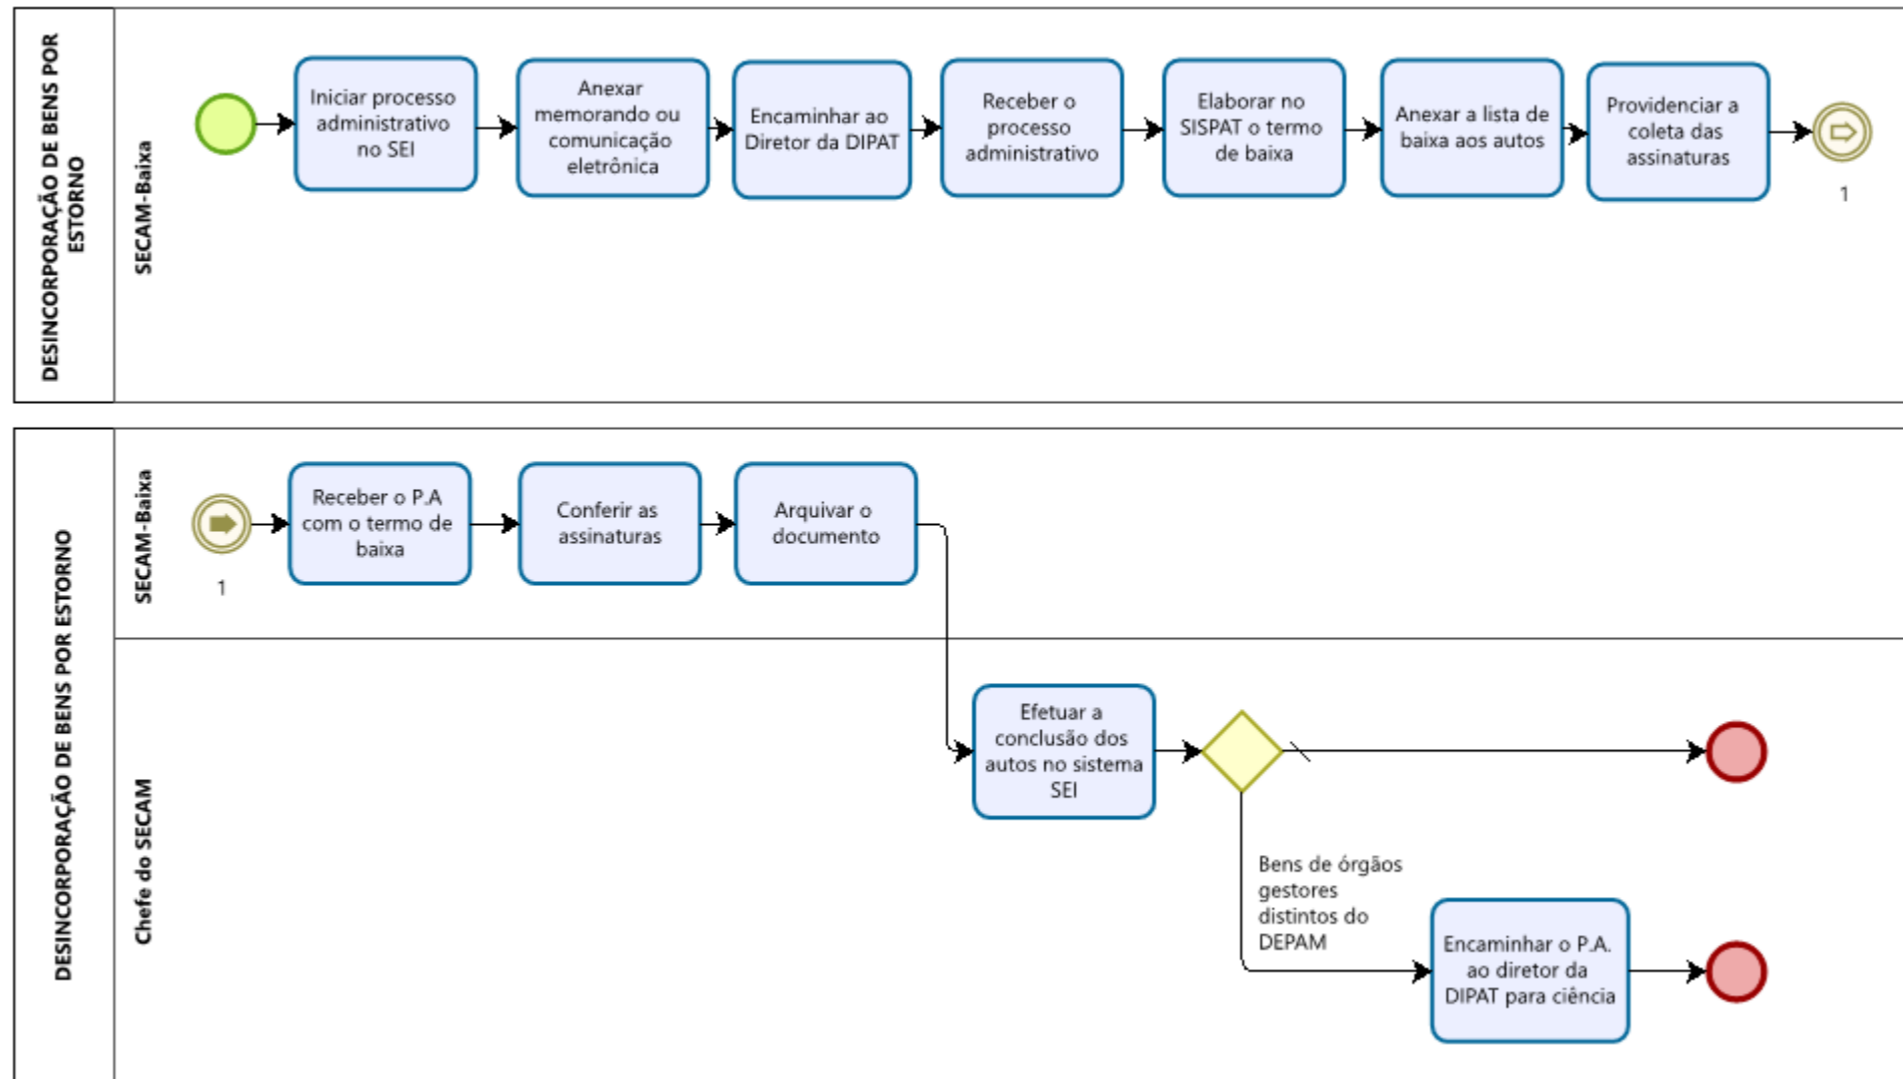 DESINCORPORAÇÃO DE BENS POR
ESTORNO
SECAM-Baixa
Iniciar processo
administrativo
no SEI
Anexar
memorando ou
comunicação
eletrônica
Encaminhar ao
Diretor da DIPAT
Receber o
processo
administrativo
Elaborar no
SISPAT o termo
de baixa
Anexar a lista de
baixa aos autos
Providenciar a
coleta das
assinaturas
1
DESINCORPORAÇÃO DE BENS POR ESTORNO
SECAM-Baixa
1
Receber o P.A
com o termo de
baixa
Conferir as
assinaturas
Arquivar o
documento
Chefe do SECAM
Efetuar a
conclusão dos
autos no sistema
SEI
Bens de órgãos
gestores
distintos do
DEPAM
Encaminhar o P.A.
ao diretor da
DIPAT para ciência